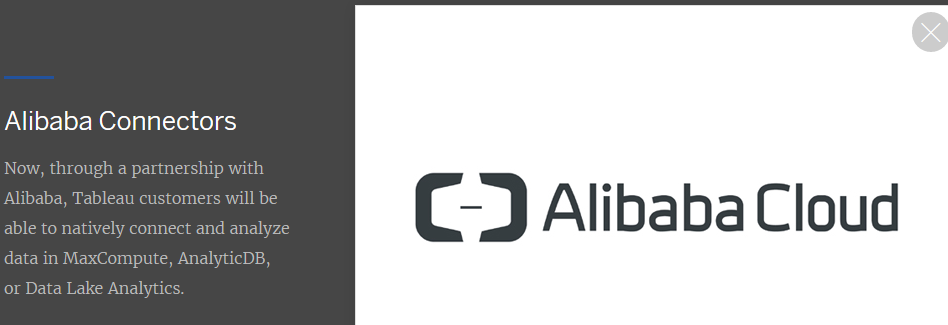 Alibaba Connectors
Now, through a partnership with
Alibaba, Tableau customers will be
able to natively connect and analyze
data in MaxCompute, AnalyticDB,
or Data Lake Analytics.
Alibaba Cloud